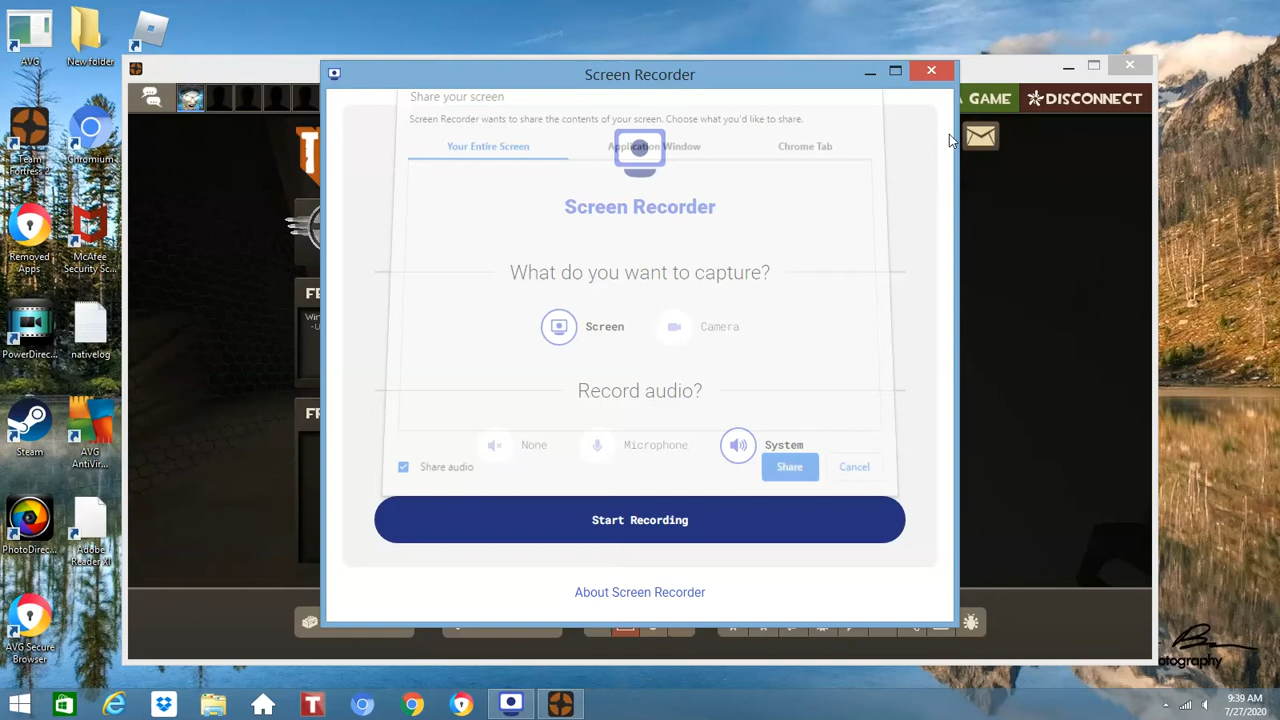 AVG
New folder
Team
Fortress 2
Chromium
Removed
Apps
McAfee
Security Sc...
PowerDirec...
nativelog
Steam
AVG
AntiVir...
PhotoDirec...
Adobe
Reader XI
AVG Secure
Browser
Screen Recorder
GAME
DISCONNECT
Share your screen
Screen Recorder wants to share the contents of your screen. Choose what you'd like to share.
Your Entire Screen
Application Window
Chrome Tab
Screen Recorder
What do you want to capture?
Screen
Camera
Record audio?
None
Microphone
System
Share audio
Share
Cancel
Start Recording
About Screen Recorder
9:39 AM
7/27/2020